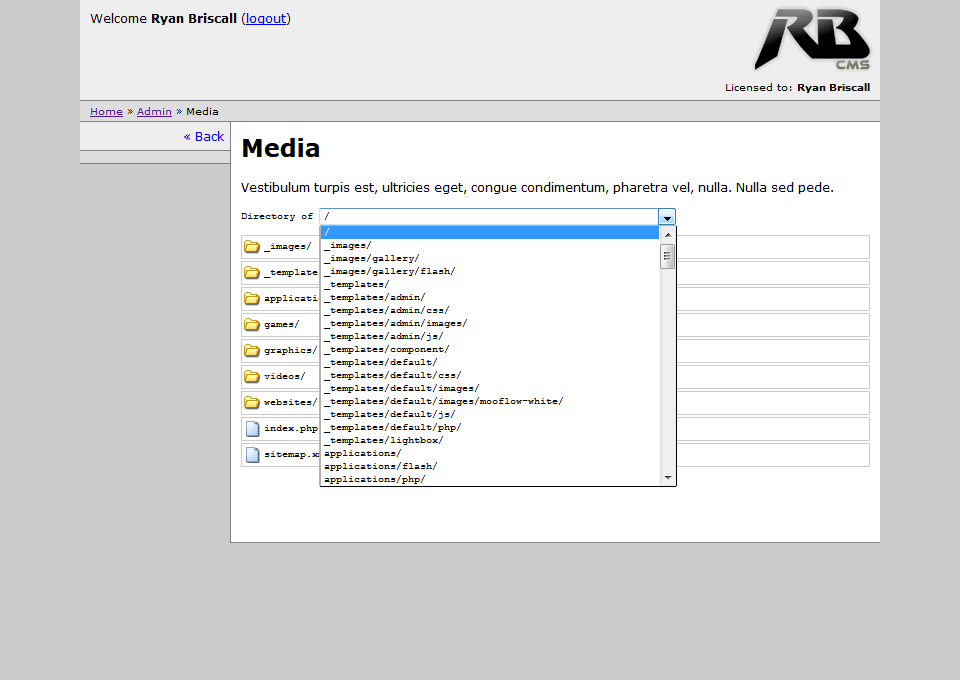 Welcome Ryan Briscall (logout)
RB
CMS
Licensed to: Ryan Briscall
Home » Admin » Media
« Back
Media
Vestibulum turpis est, ultricies eget, congue condimentum, pharetra vel, nulla. Nulla sed pede.
Directory of /
/
_images/
_images/gallery/
_images/gallery/flash/
_templates/
_templates/admin/
_templates/admin/css/
_templates/admin/images/
_templates/admin/js/
_templates/component/
_templates/default/
_templates/default/css/
_templates/default/images/
_templates/default/images/mooflow-white/
_templates/default/js/
_templates/default/php/
_templates/lightbox/
applications/
applications/flash/
applications/php/
_images/
_template
applicati
games/
graphics/
videos/
websites/
index.php
sitemap.x